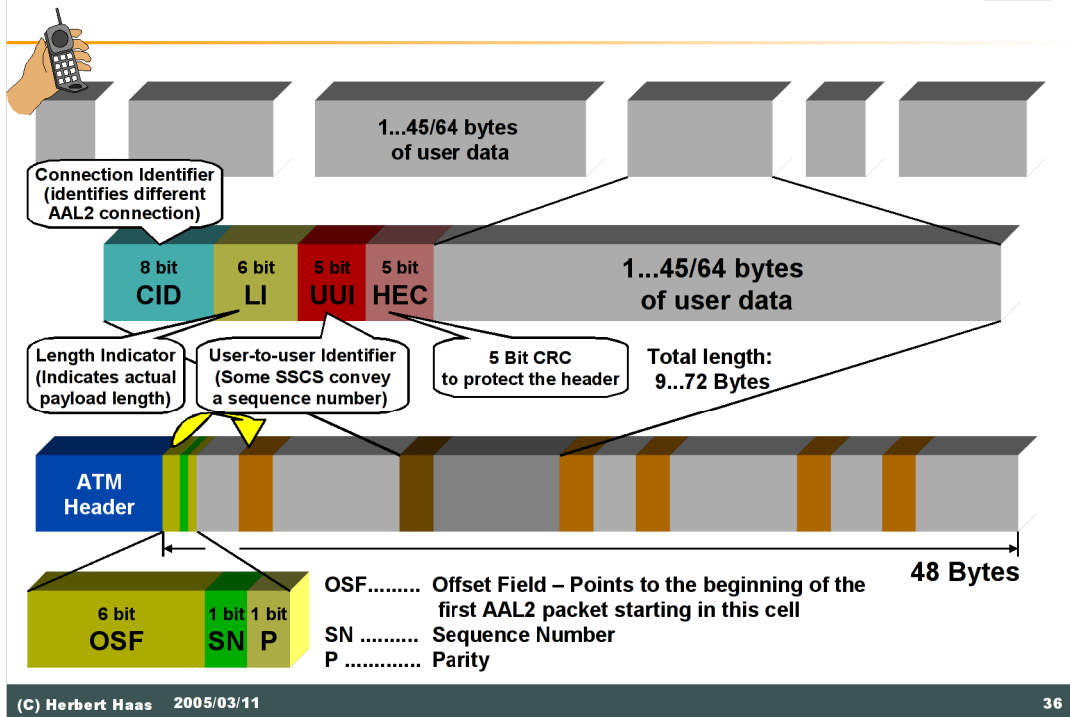 1...45/64 bytes
of user data
Connection Identifier
(identifies different
AAL2 connection)
8 bit
CID
6 bit
LI
5 bit
UUI
5 bit
HEC
1...45/64 bytes
of user data
Length Indicator
(Indicates actual
payload length)
User-to-user Identifier
(Some SSCS convey
a sequence number)
5 Bit CRC
to protect the header
Total length:
9...72 Bytes
ATM
Header
48 Bytes
6 bit
OSF
1 bit
SN
1 bit
P
OSF......... Offset Field – Points to the beginning of the
first AAL2 packet starting in this cell
SN .......... Sequence Number
P ............. Parity
(C) Herbert Haas 2005/03/11 36